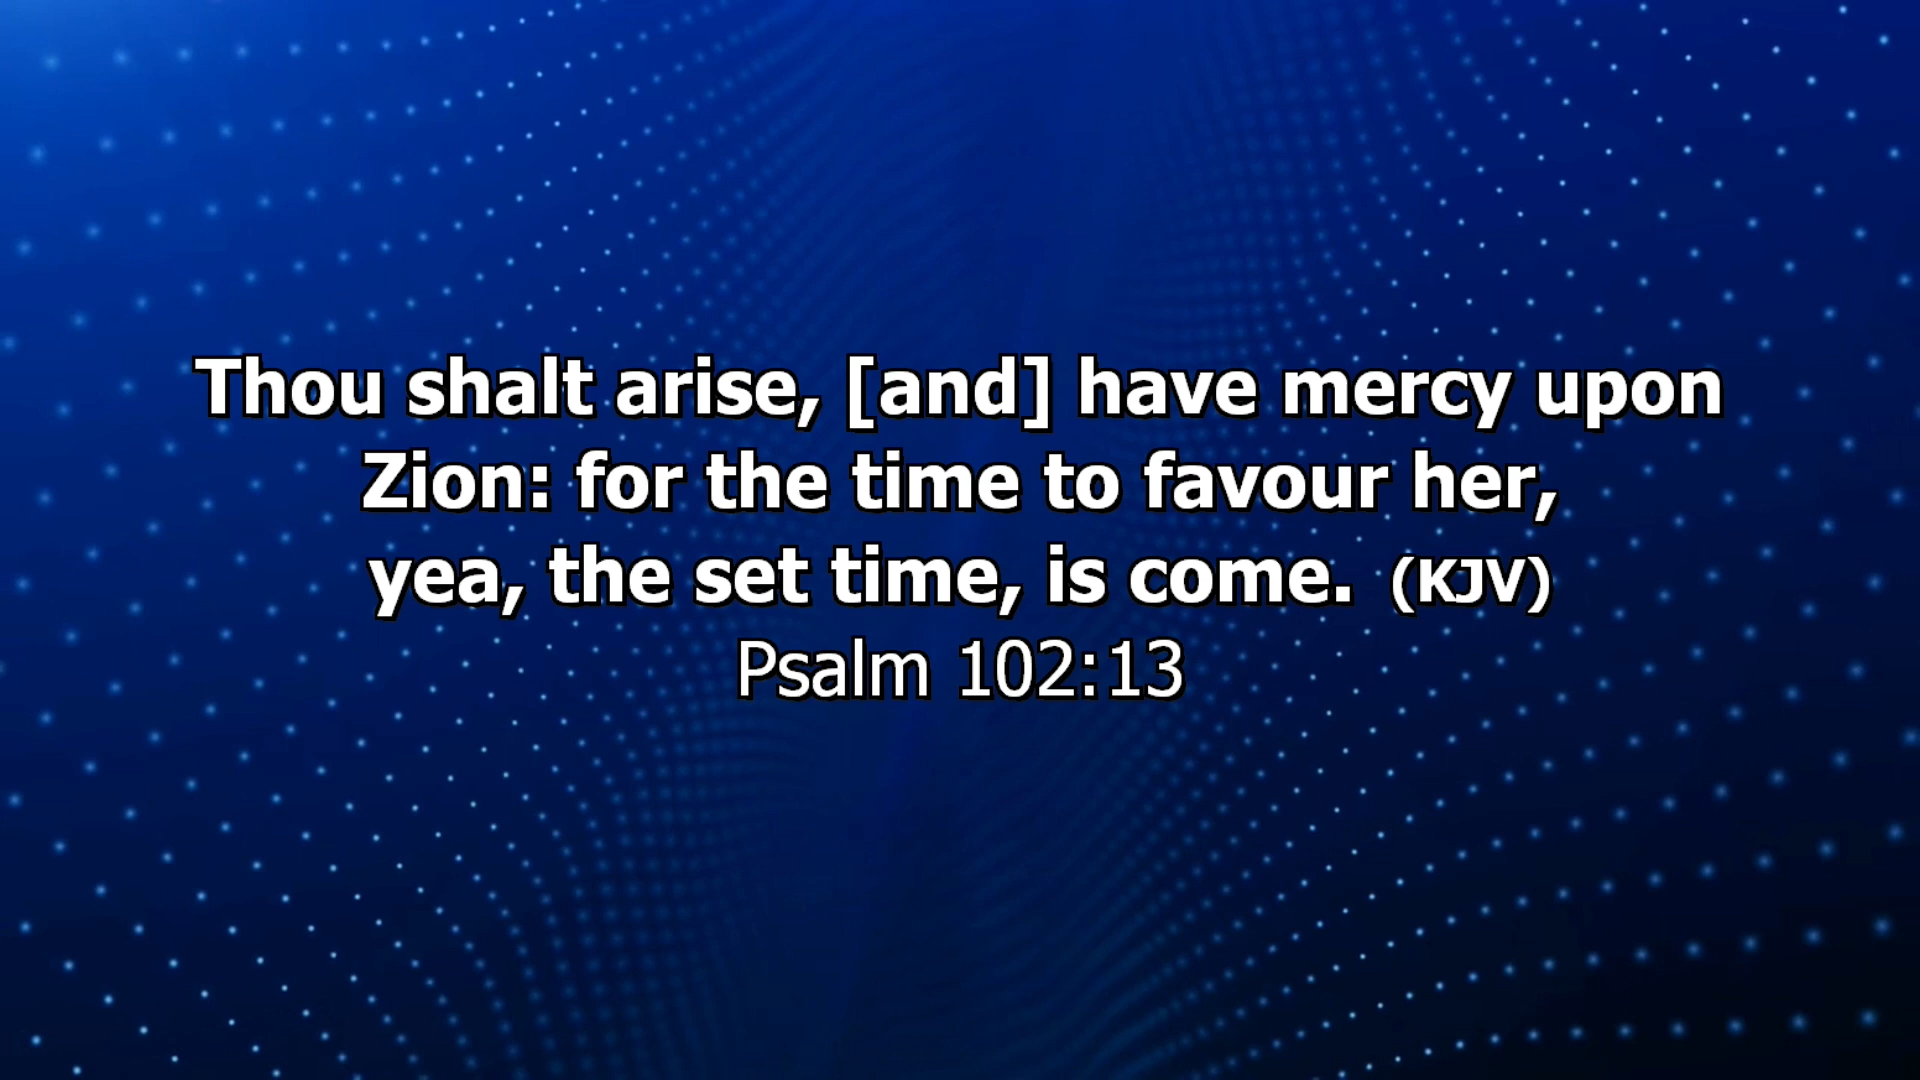 Thou shalt arise, [and] have mercy upon
Zion: for the time to favour her,
yea, the set time, is come. (KJV)
Psalm 102:13